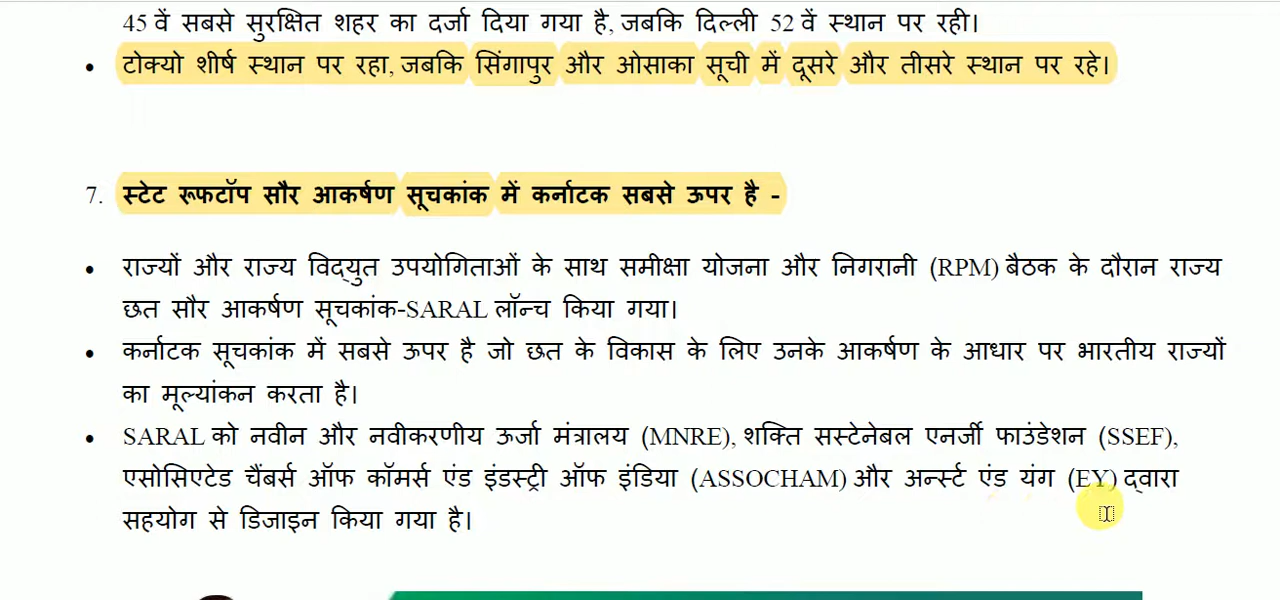 45 वें सबसे सुरक्षित शहर का दर्जा दिया गया है, जबकि दिल्ली 52 वें स्थान पर रही।
• टोक्यो शीर्ष स्थान पर रहा, जबकि सिंगापुर और ओसाका सूची में दूसरे और तीसरे स्थान पर रहे।
7. स्टेट रूफटॉप सौर आकर्षण सूचकांक में कर्नाटक सबसे ऊपर है -
• राज्यों और राज्य विद्युत उपयोगिताओं के साथ समीक्षा योजना और निगरानी (RPM) बैठक के दौरान राज्य
छत सौर आकर्षण सूचकांक-SARAL लॉन्च किया गया।
• कर्नाटक सूचकांक में सबसे ऊपर है जो छत के विकास के लिए उनके आकर्षण के आधार पर भारतीय राज्यों
का मूल्यांकन करता है।
• SARAL को नवीन और नवीकरणीय ऊर्जा मंत्रालय (MNRE), शक्ति सस्टेनेबल एनर्जी फाउंडेशन (SSEF),
एसोसिएटेड चैंबर्स ऑफ कॉमर्स एंड इंडस्ट्री ऑफ इंडिया (ASSOCHAM) और अर्न्स्ट एंड यंग (EY) द्वारा
सहयोग से डिजाइन किया गया है।